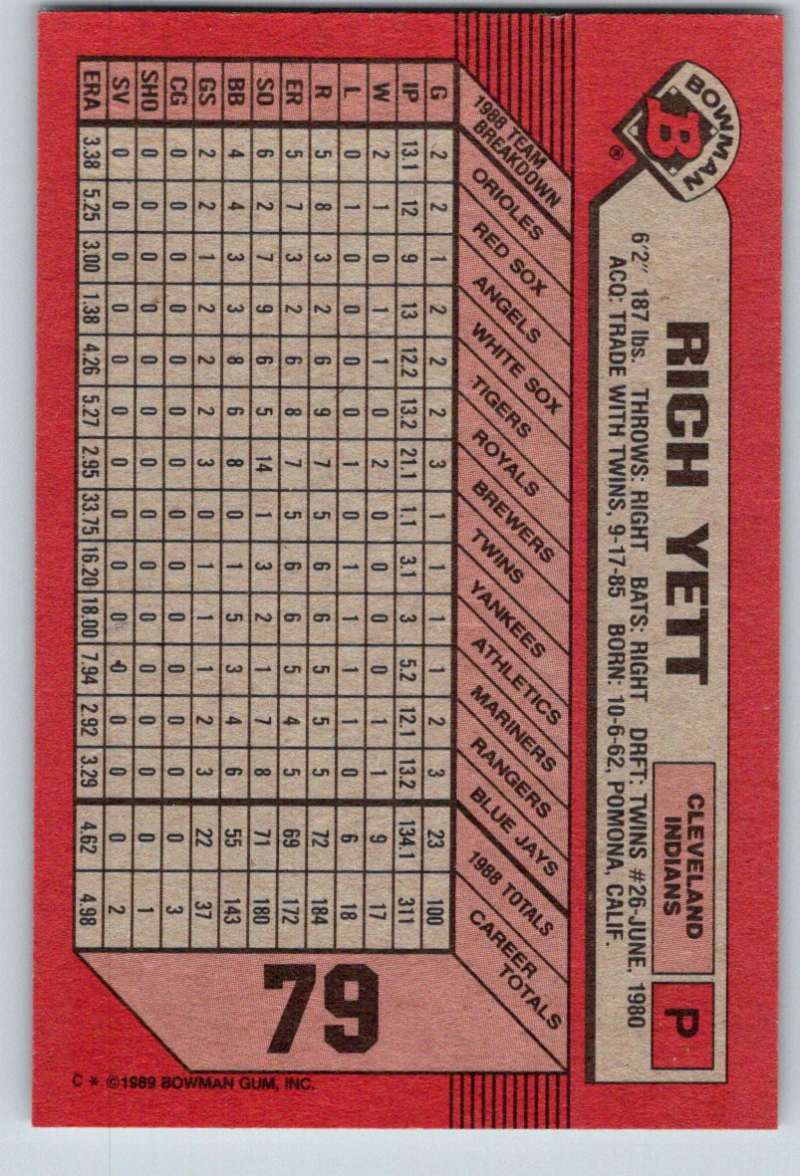 BOWMAN
B
®
RICH YETT
CLEVELAND
INDIANS
P
6'2" 187 lbs. THROWS: RIGHT BATS: RIGHT DRFT: TWINS #26-JUNE, 1980
ACQ: TRADE WITH TWINS, 9-17-85 BORN: 10-6-62, POMONA, CALIF.
1988 TEAM
BREAKDOWN
G W L IP R ER SO BB GS CG SHO SV ERA
ORIOLES 2 13.1 2 0 5 5 6 4 2 0 0 0 3.38
RED SOX 2 12 1 1 8 7 2 4 2 0 0 0 5.25
ANGELS 1 9 0 0 3 3 7 3 1 0 0 0 3.00
WHITE SOX 2 13 1 0 2 2 9 3 2 0 0 0 1.38
TIGERS 2 12.2 1 0 6 6 6 8 2 0 0 0 4.26
ROYALS 2 13.2 0 0 9 8 5 6 2 0 0 0 5.27
BREWERS 3 21.1 2 1 7 7 14 8 3 0 0 0 2.95
TWINS 1 1.1 0 0 5 5 1 0 0 0 0 0 33.75
YANKEES 1 3.1 0 1 6 6 3 1 1 0 0 0 16.20
ATHLETICS 1 3 0 1 6 6 2 5 1 0 0 0 18.00
MARINERS 1 5.2 0 1 5 5 1 3 1 0 0 0 7.94
RANGERS 2 12.1 1 1 5 4 7 4 2 0 0 0 2.92
BLUE JAYS 3 13.2 1 0 5 5 8 6 3 0 0 0 3.29
1988 TOTALS 23 134.1 9 6 72 69 71 55 22 0 0 0 4.62
CAREER TOTALS 100 311 17 18 184 172 180 143 37 3 1 2 4.98
79
C * ©1989 BOWMAN GUM, INC.